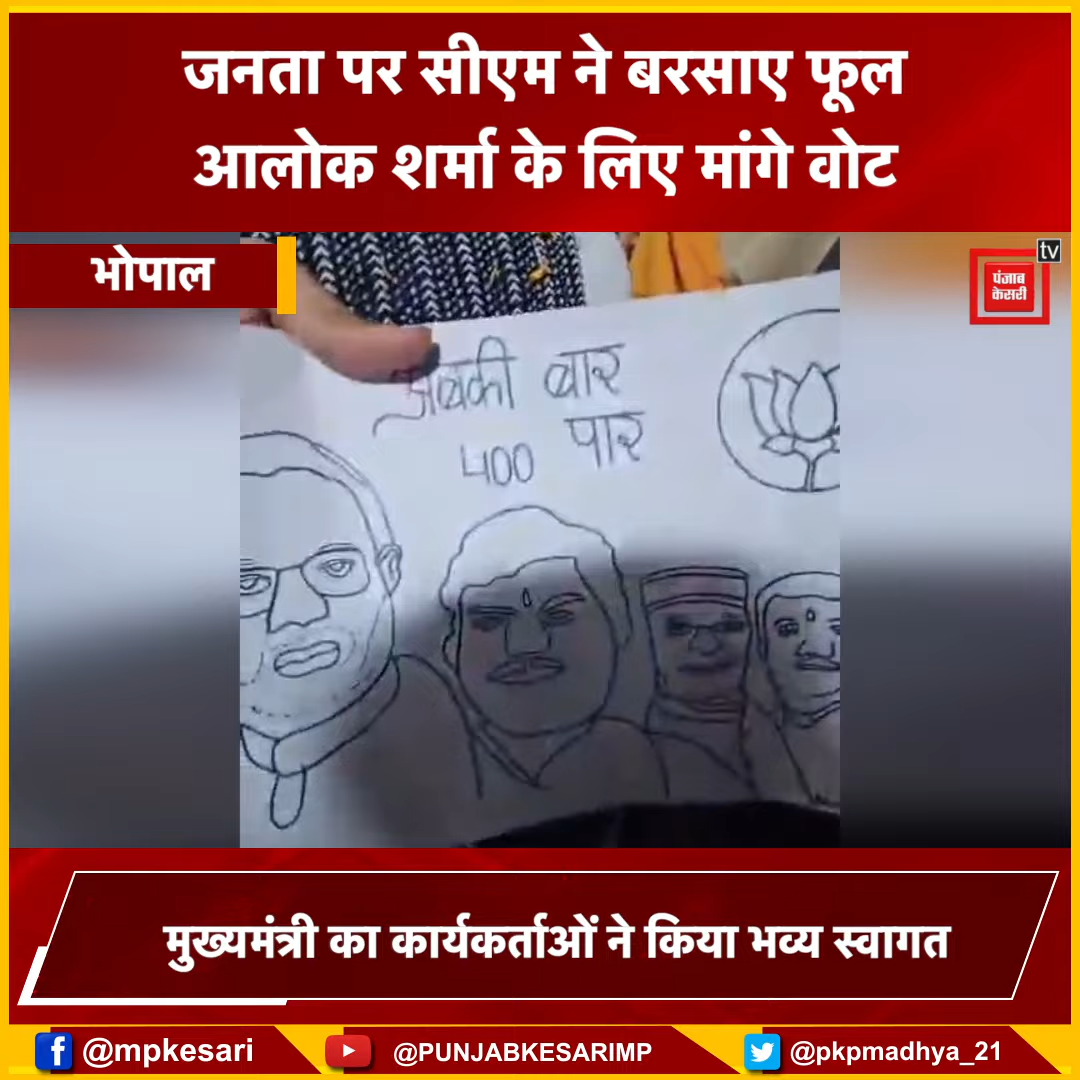 जनता पर सीएम ने बरसाए फूल
आलोक शर्मा के लिए मांगे वोट
भोपाल
tv
पंजाब
केसरी
अबकी बार
400 पार
मुख्यमंत्री का कार्यकर्ताओं ने किया भव्य स्वागत
@mpkesari
@PUNJABKESARIMP
@pkpmadhya_21